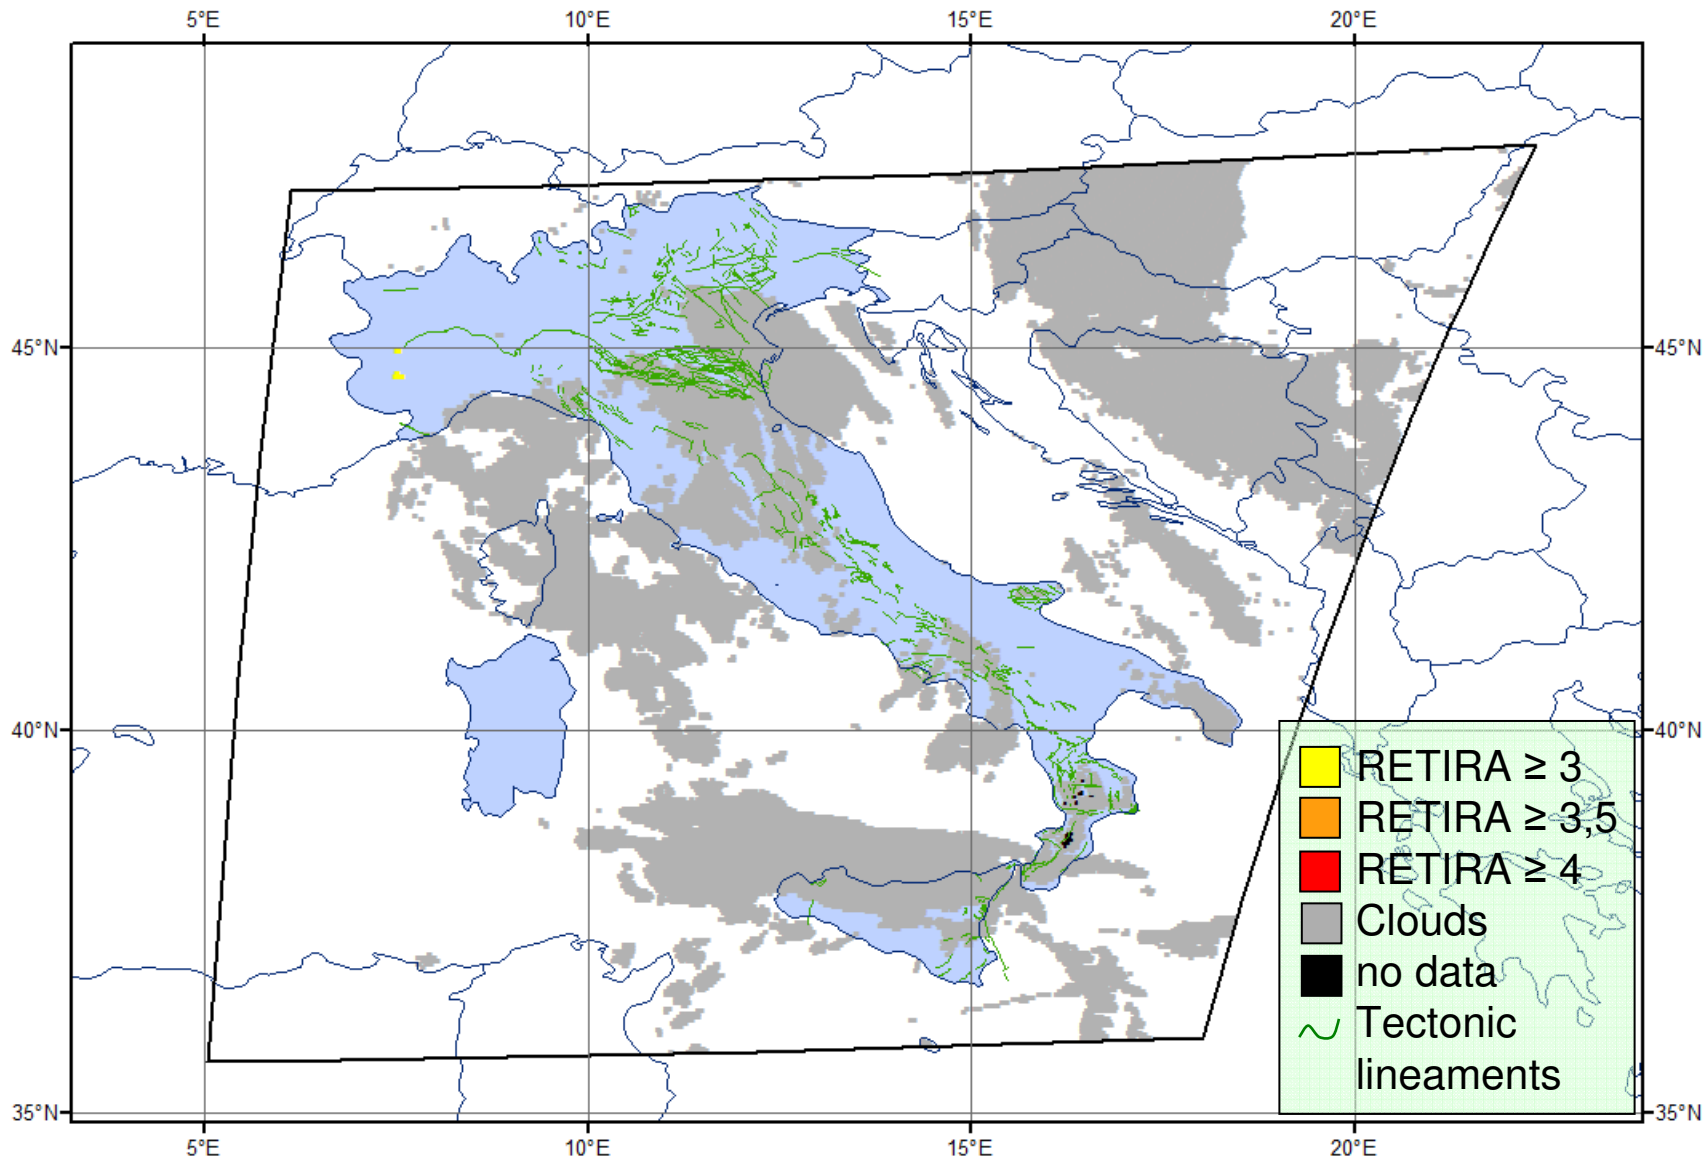 5°E 10°E 15°E 20°E
45°N 45°N
40°N 40°N
RETIRA ≥ 3
RETIRA ≥ 3,5
RETIRA ≥ 4
Clouds
no data
Tectonic
lineaments
35°N 35°N
5°E 10°E 15°E 20°E